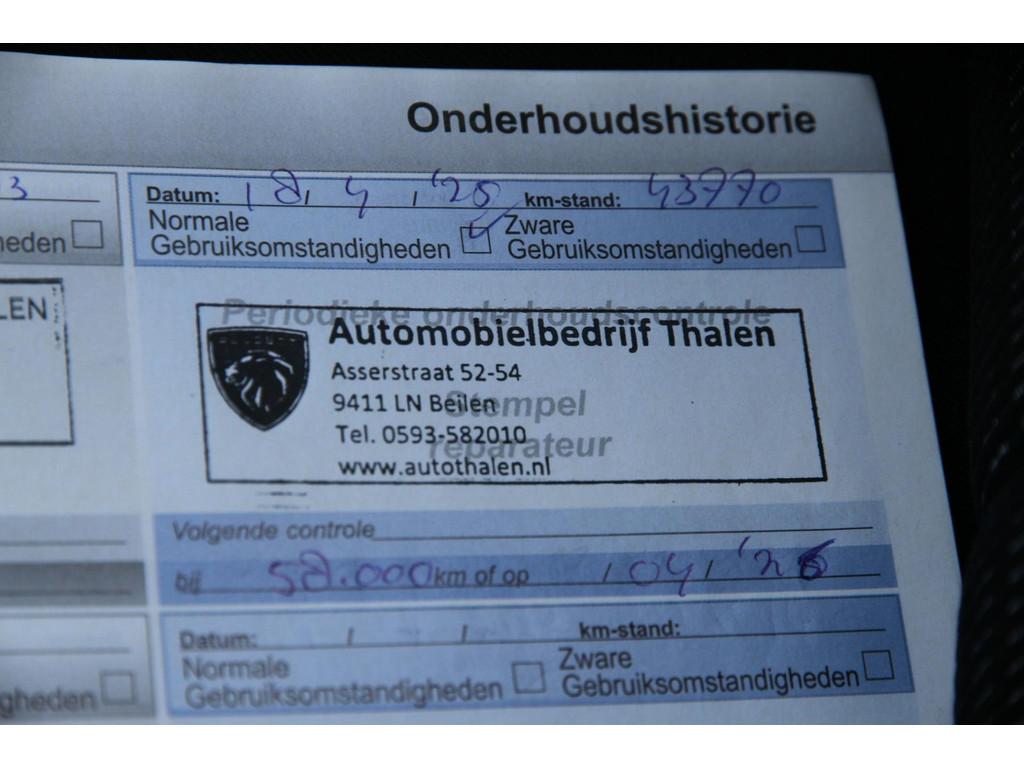 Onderhoudshistorie
3
Datum: 18/ 4 / '25 km-stand: 43770
Normale
Gebruiksomstandigheden
Zware
Gebruiksomstandigheden
heden
LEN
Periodieke onderhoudscontrole
Automobielbedrijf Thalen
Asserstraat 52-54
9411 LN Beilen
Stempel
Tel. 0593-582010
reparateur
www.autothalen.nl
Volgende controle
bij 58.000 km of op / 04 / '26
Datum: / / km-stand:
Normale
Gebruiksomstandigheden
Zware
Gebruiksomstandigheden
gheden